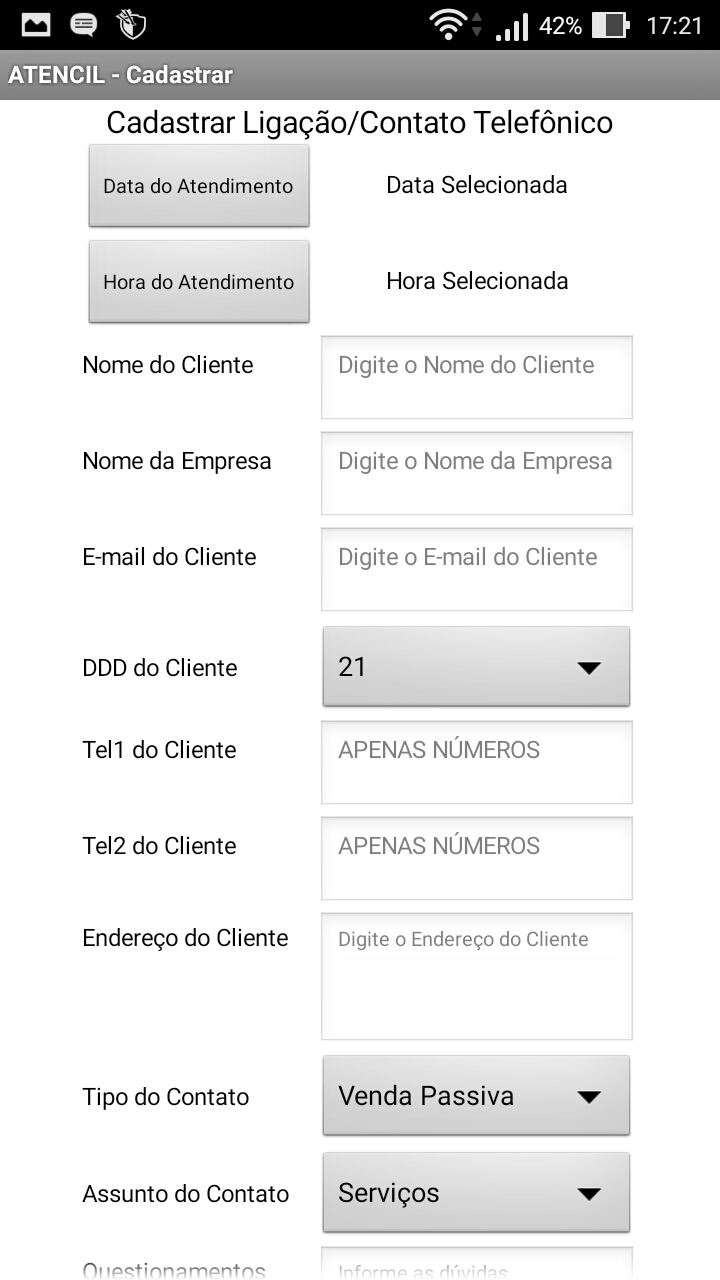 42% 17:21
ATENCIL - Cadastrar
Cadastrar Ligação/Contato Telefônico
Data do Atendimento Data Selecionada
Hora do Atendimento Hora Selecionada
Nome do Cliente Digite o Nome do Cliente
Nome da Empresa Digite o Nome da Empresa
E-mail do Cliente Digite o E-mail do Cliente
DDD do Cliente 21
Tel1 do Cliente APENAS NÚMEROS
Tel2 do Cliente APENAS NÚMEROS
Endereço do Cliente Digite o Endereço do Cliente
Tipo do Contato Venda Passiva
Assunto do Contato Serviços
Questionamentos Informe as dúvidas